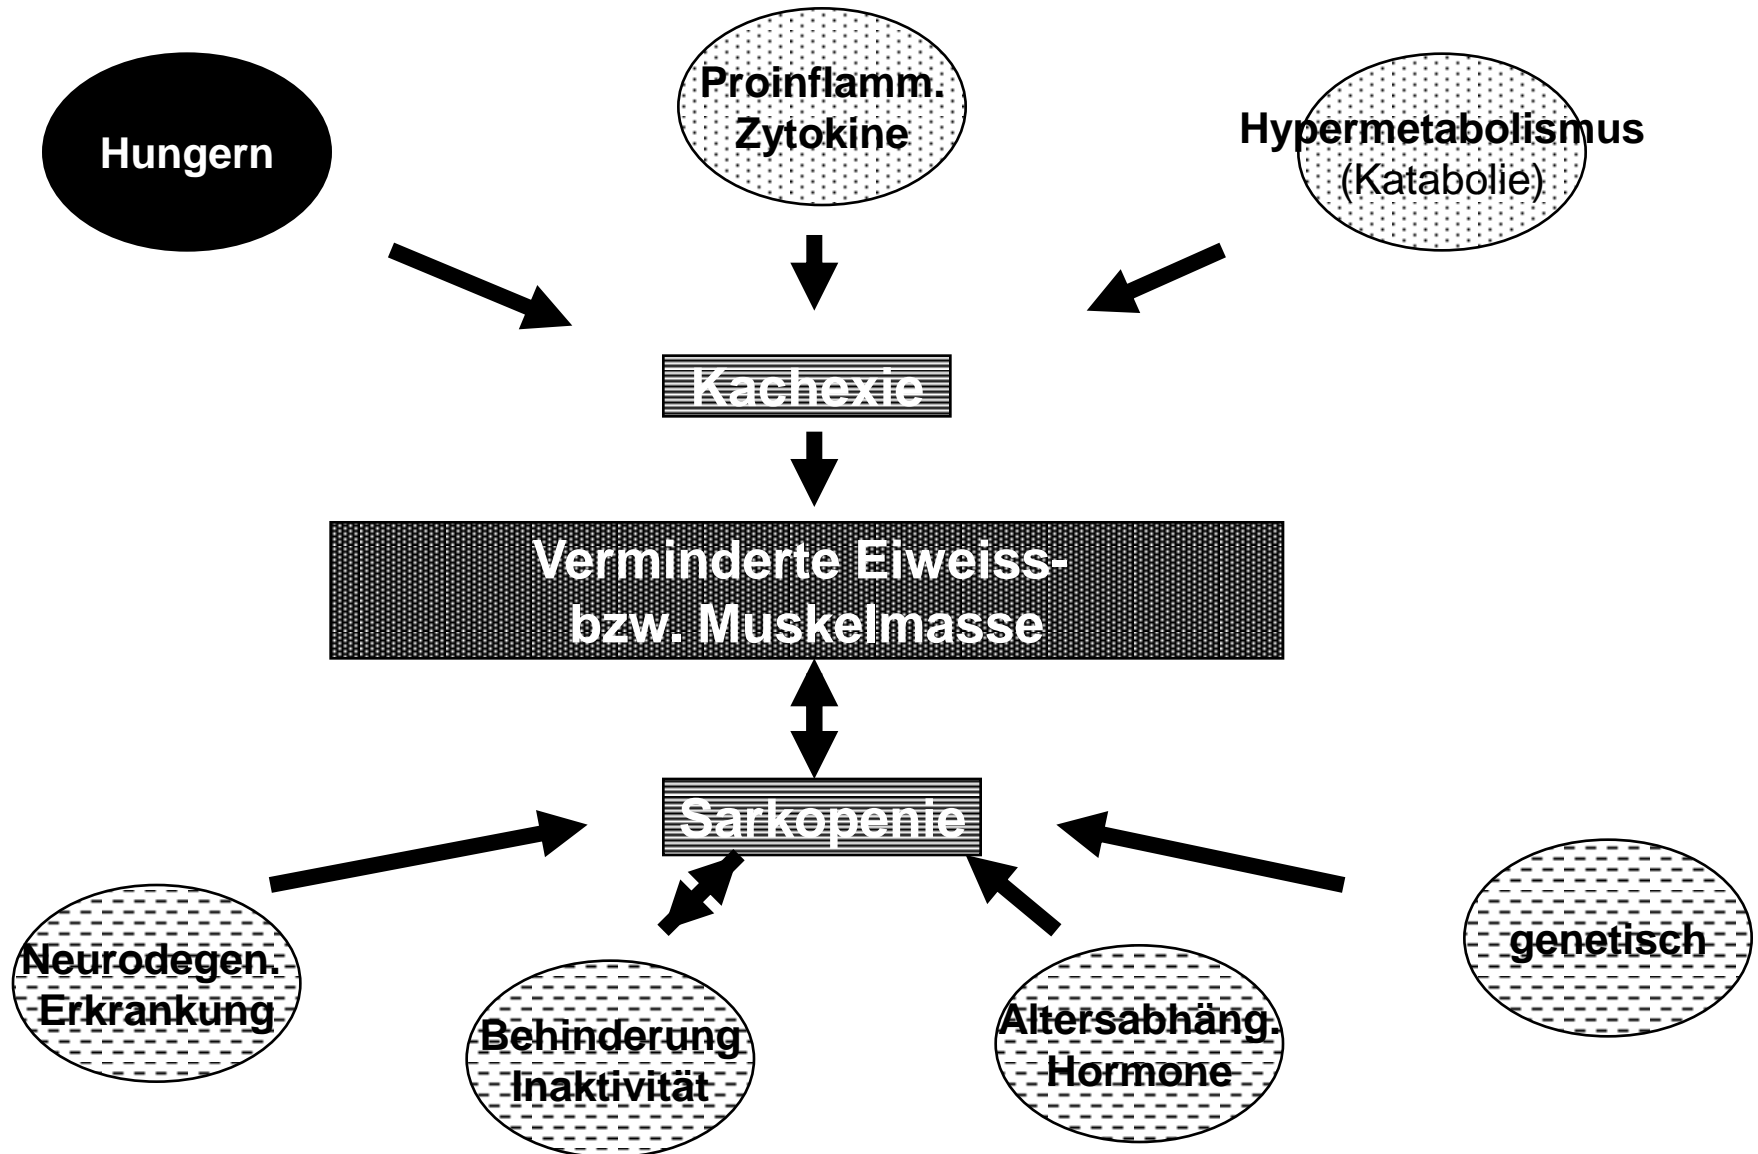 Proinflamm.
Zytokine
Hungern
Hypermetabolismus
(Katabolie)
Kachexie
Verminderte Eiweiss-
bzw. Muskelmasse
Sarkopenie
Neurodegen.
Erkrankung
Behinderung
Inaktivität
Altersabhäng.
Hormone
genetisch